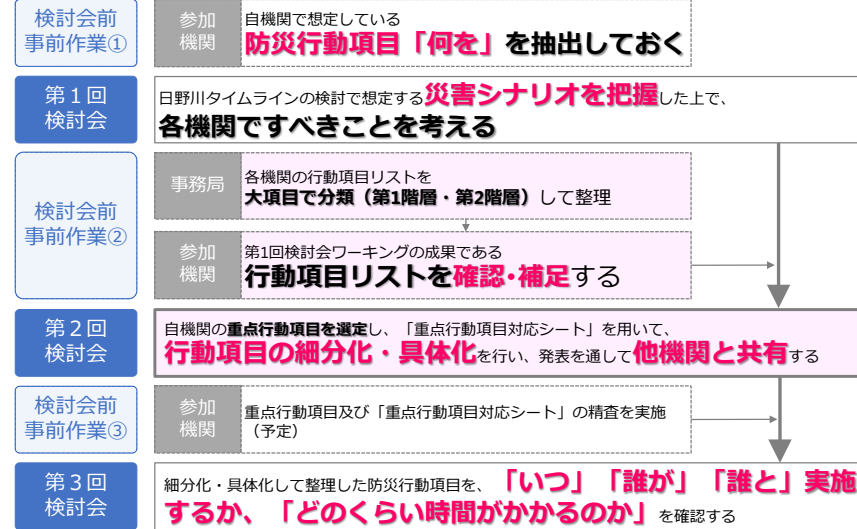 検討会前
事前作業①
参加
機関
自機関で想定している
防災行動項目「何を」を抽出しておく
第１回
検討会
日野川タイムラインの検討で想定する災害シナリオを把握した上で、
各機関ですべきことを考える
検討会前
事前作業②
事務局
各機関の行動項目リストを
大項目で分類（第1階層・第2階層）して整理
参加
機関
第1回検討会ワーキングの成果である
行動項目リストを確認・補足する
第２回
検討会
自機関の重点行動項目を選定し、「重点行動項目対応シート」を用いて、
行動項目の細分化・具体化を行い、発表を通して他機関と共有する
検討会前
事前作業③
参加
機関
重点行動項目及び「重点行動項目対応シート」の精査を実施
（予定）
第３回
検討会
細分化・具体化して整理した防災行動項目を、「いつ」「誰が」「誰と」実施
するか、「どのくらい時間がかかるのか」を確認する